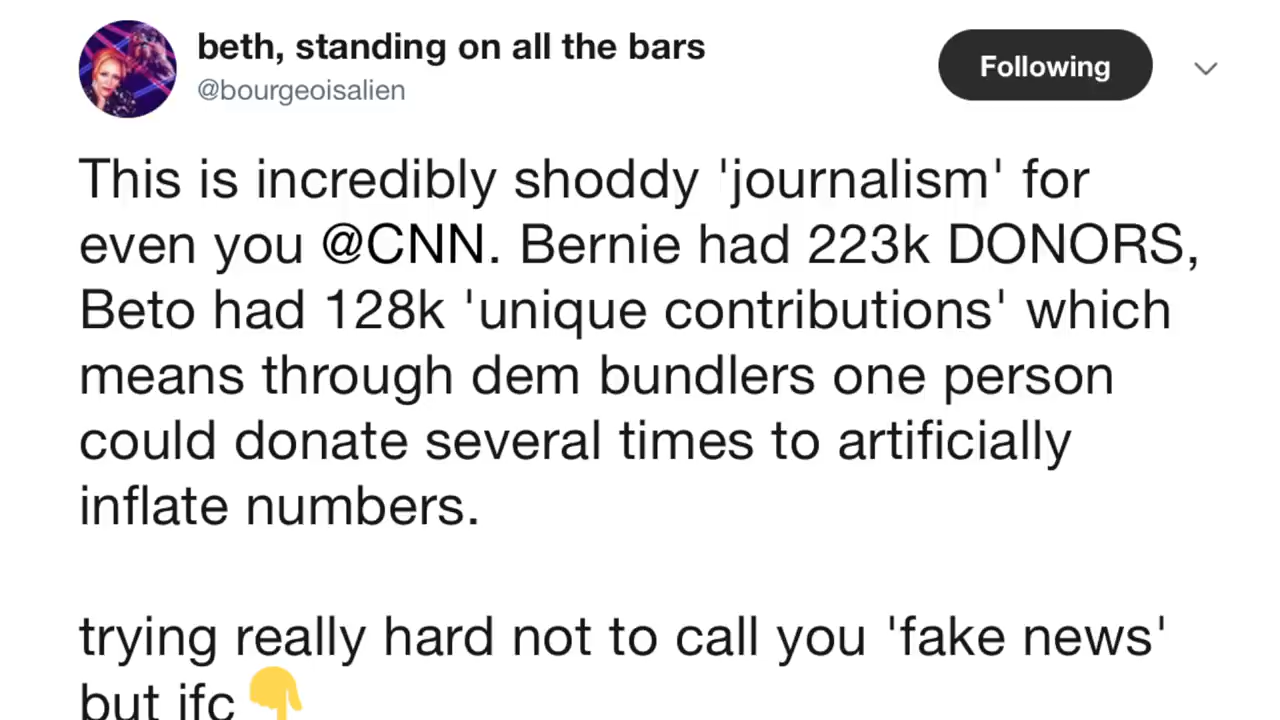 beth, standing on all the bars
@bourgeoisalien
Following
This is incredibly shoddy 'journalism' for
even you @CNN. Bernie had 223k DONORS,
Beto had 128k 'unique contributions' which
means through dem bundlers one person
could donate several times to artificially
inflate numbers.
trying really hard not to call you 'fake news'
but jfc